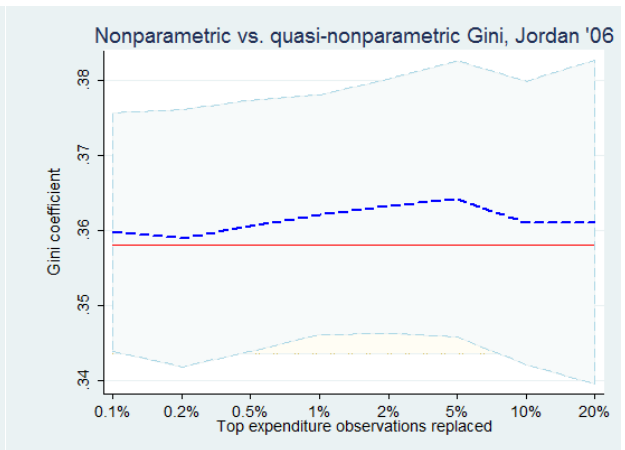 Nonparametric vs. quasi-nonparametric Gini, Jordan '06
.38
.37
.36
.35
.34
Gini coefficient
0.1% 0.2% 0.5% 1% 2% 5% 10% 20%
Top expenditure observations replaced